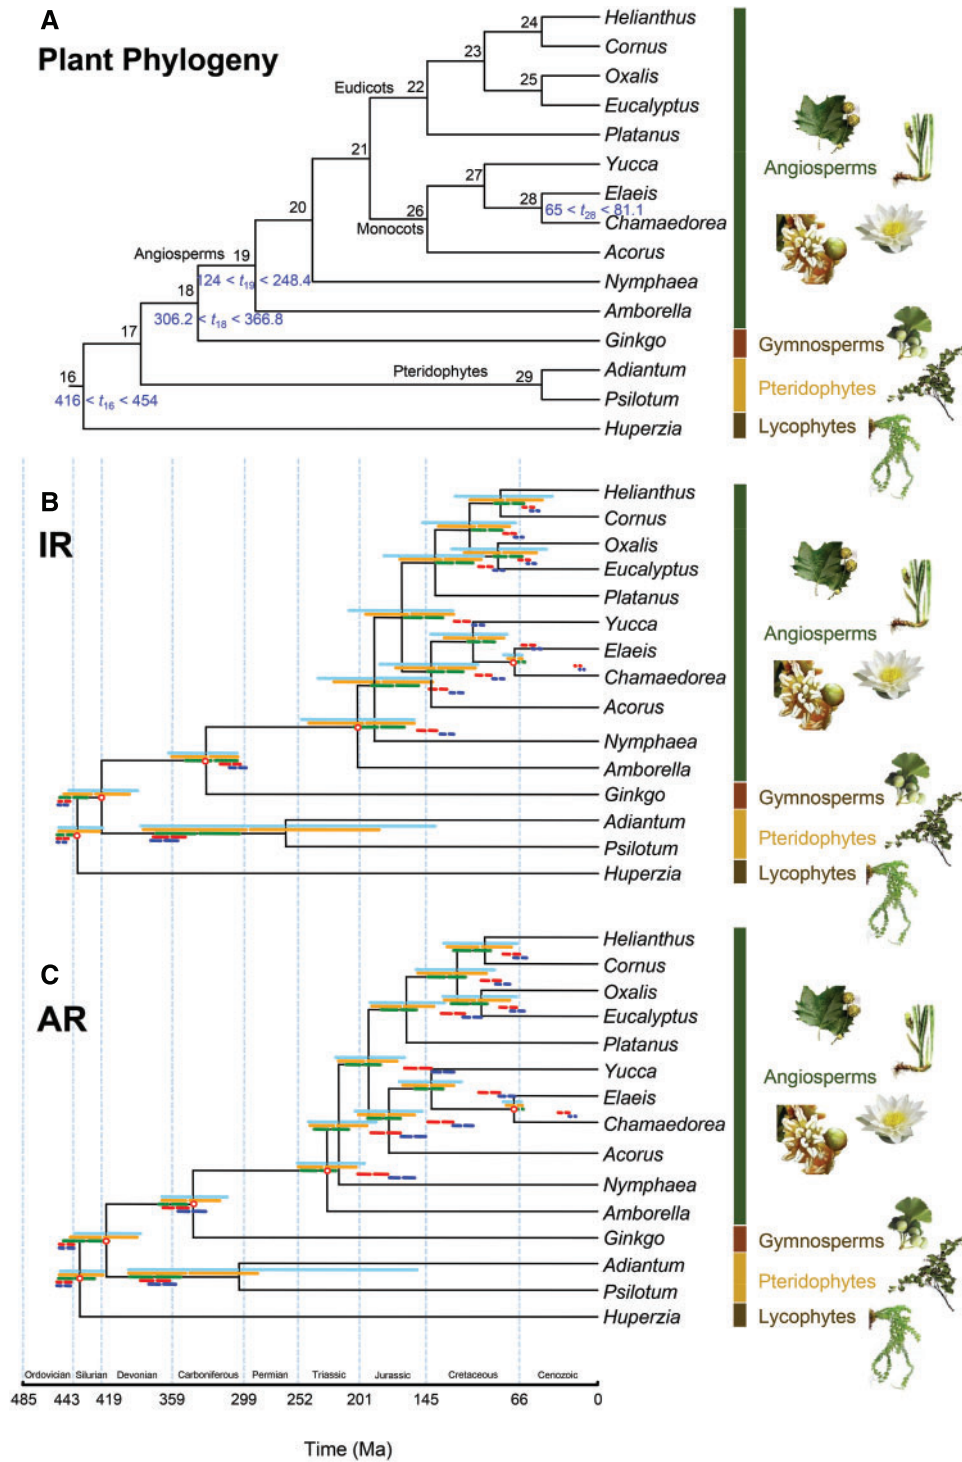 A
Plant Phylogeny
24
Helianthus
Cornus
23
Oxalis
25
Eucalyptus
Eudicots
22
Platanus
21
Yucca
27
Elaeis
28
65 < t28 < 81.1
Chamaedorea
20
26
Monocots
Acorus
Angiosperms
19
Nymphaea
124 < t19 < 248.4
18
Amborella
306.2 < t18 < 366.8
17
Ginkgo
Pteridophytes
29
Adiantum
16
Psilotum
416 < t16 < 454
Huperzia
Angiosperms
Gymnosperms
Pteridophytes
Lycophytes
B
IR
Helianthus
Cornus
Oxalis
Eucalyptus
Platanus
Yucca
Elaeis
Chamaedorea
Acorus
Nymphaea
Amborella
Ginkgo
Adiantum
Psilotum
Huperzia
Angiosperms
Gymnosperms
Pteridophytes
Lycophytes
C
AR
Helianthus
Cornus
Oxalis
Eucalyptus
Platanus
Yucca
Elaeis
Chamaedorea
Acorus
Nymphaea
Amborella
Ginkgo
Adiantum
Psilotum
Huperzia
Angiosperms
Gymnosperms
Pteridophytes
Lycophytes
Ordovician Silurian Devonian Carboniferous Permian Triassic Jurassic Cretaceous Cenozoic
485 443 419 359 299 252 201 145 66 0
Time (Ma)